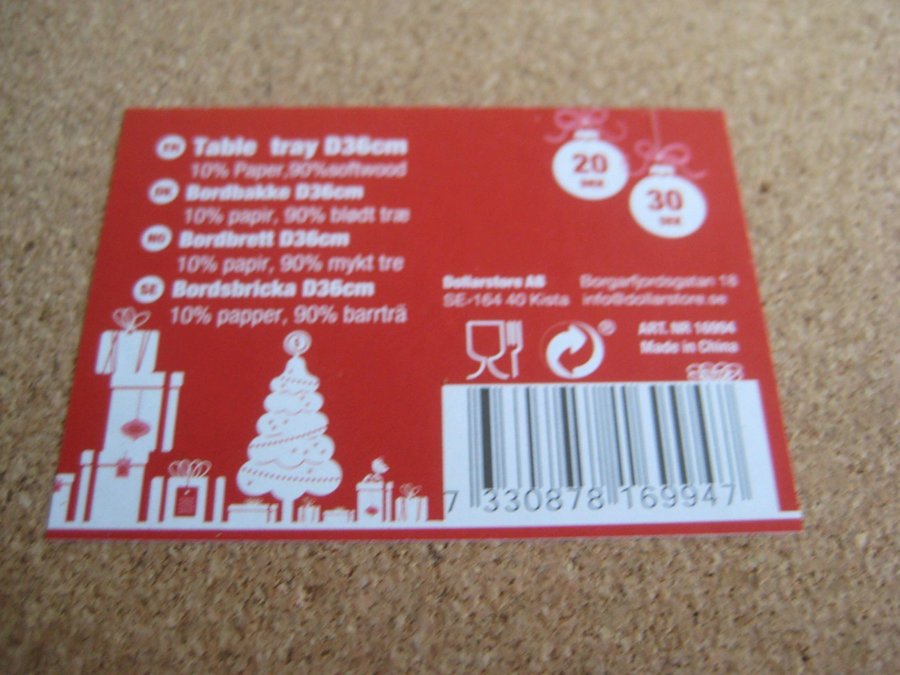 EN Table tray D36cm
10% Paper,90%softwood
DK Bordbakke D36cm
10% papir, 90% blødt træ
NO Bordbrett D36cm
10% papir, 90% mykt tre
SE Bordsbricka D36cm
10% papper, 90% barrträ
20
DKK
30
SEK
Dollarstore AB
SE-164 40 Kista
Borgarfjordsgatan 18
info@dollarstore.se
ART. NR 16994
Made in China
7 330878 169947